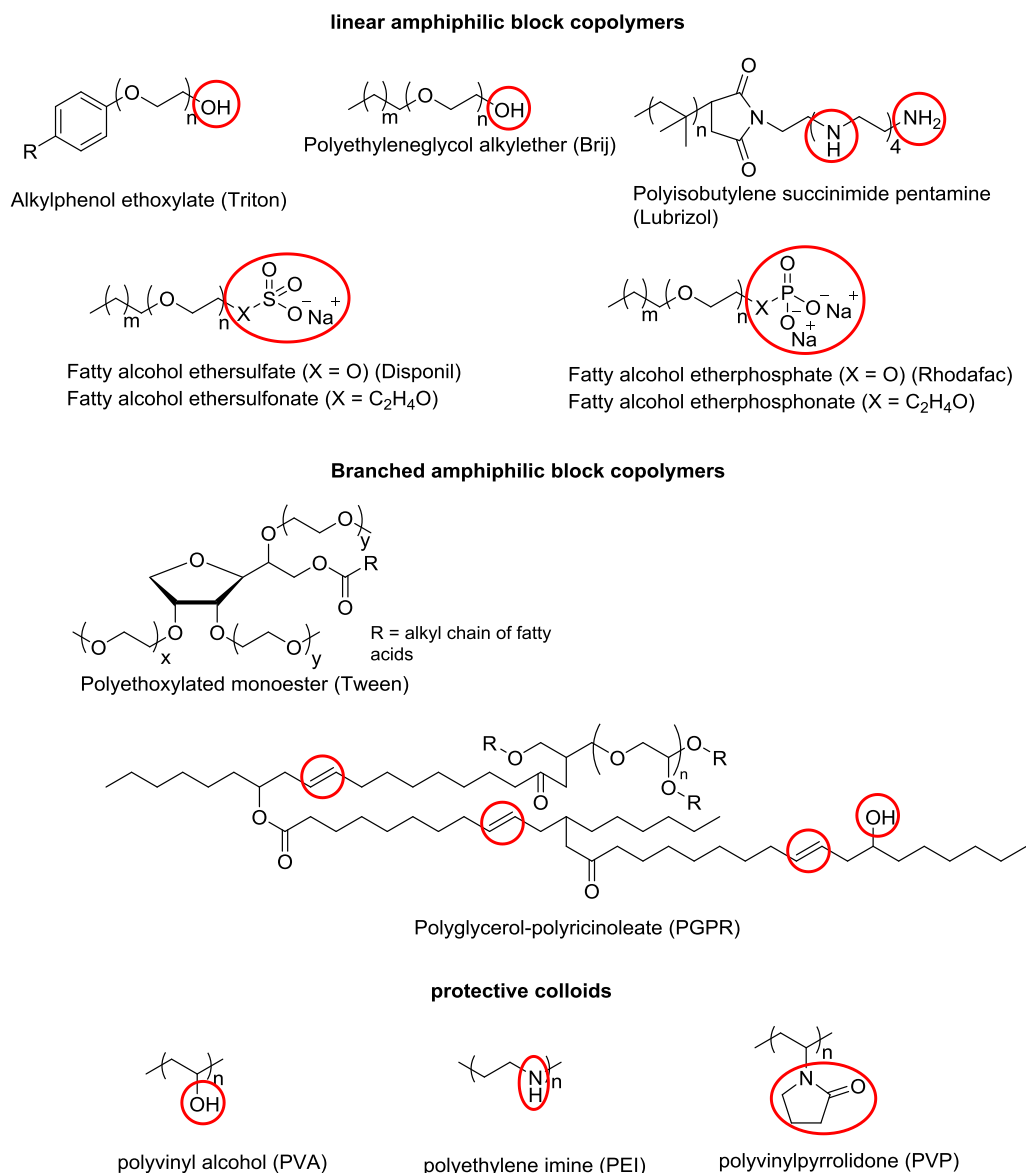 linear amphiphilic block copolymers
R
O
n
OH
Alkylphenol ethoxylate (Triton)
m
O
n
OH
Polyethyleneglycol alkylether (Brij)
n
O
O
N
N
H
4
NH2
Polyisobutylene succinimide pentamine
(Lubrizol)
m
O
n
X
S
O
O
O
−
Na
+
Fatty alcohol ethersulfate (X = O) (Disponil)
Fatty alcohol ethersulfonate (X = C2H4O)
m
O
n
X
P
O
O
−
Na
+
O
−
Na
+
Fatty alcohol etherphosphate (X = O) (Rhodafac)
Fatty alcohol etherphosphonate (X = C2H4O)
Branched amphiphilic block copolymers
O
O
O
y
O
O
R
O
x
O
O
O
y
R = alkyl chain of fatty
acids
Polyethoxylated monoester (Tween)
R
O
O
n
O
R
O
R
O
O
O
O
OH
Polyglycerol-polyricinoleate (PGPR)
protective colloids
n
OH
polyvinyl alcohol (PVA)
N
H
n
polyethylene imine (PEI)
n
N
O
polyvinylpyrrolidone (PVP)